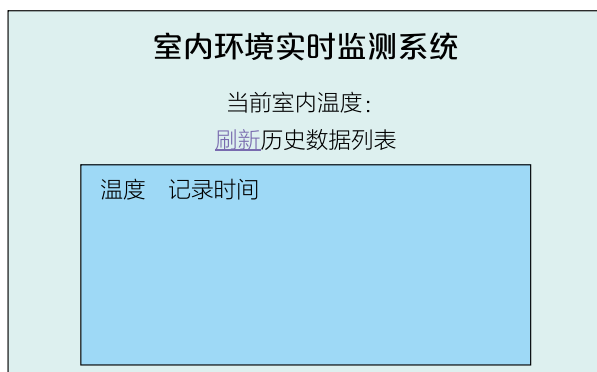 室内环境实时监测系统
当前室内温度：
刷新历史数据列表
温度 记录时间